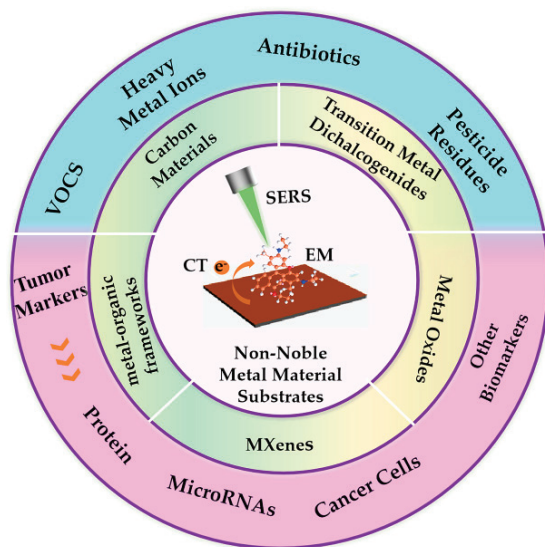 Heavy
Metal Ions
Antibiotics
Pesticide
Residues
VOCS
Carbon
Materials
Transition Metal
Dichalcogenides
SERS
CT e-
EM
Non-Noble
Metal Material
Substrates
metal-organic
frameworks
Metal Oxides
MXenes
Tumor
Markers
Protein
MicroRNAs
Cancer Cells
Other
Biomarkers